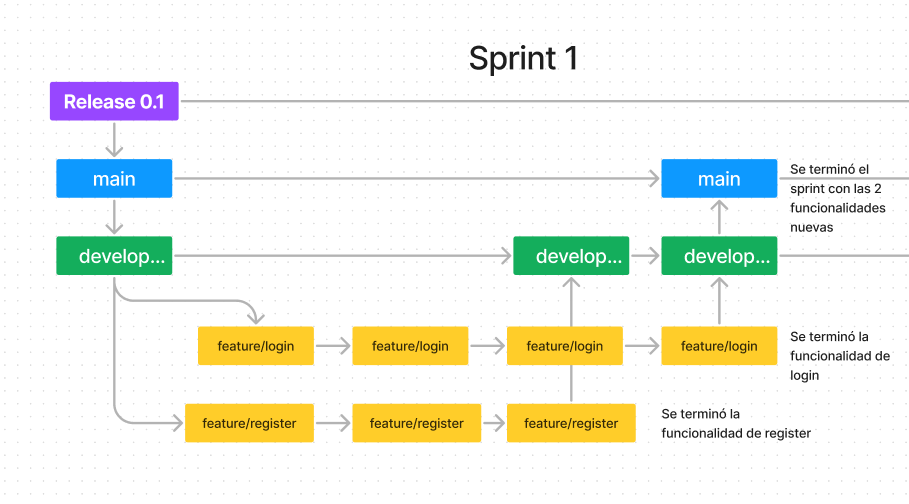 Sprint 1
Release 0.1
main
main
Se terminó el
sprint con las 2
funcionalidades
nuevas
develop...
develop...
develop...
feature/login
feature/login
feature/login
feature/login
Se terminó la
funcionalidad de
login
feature/register
feature/register
feature/register
Se terminó la
funcionalidad de register